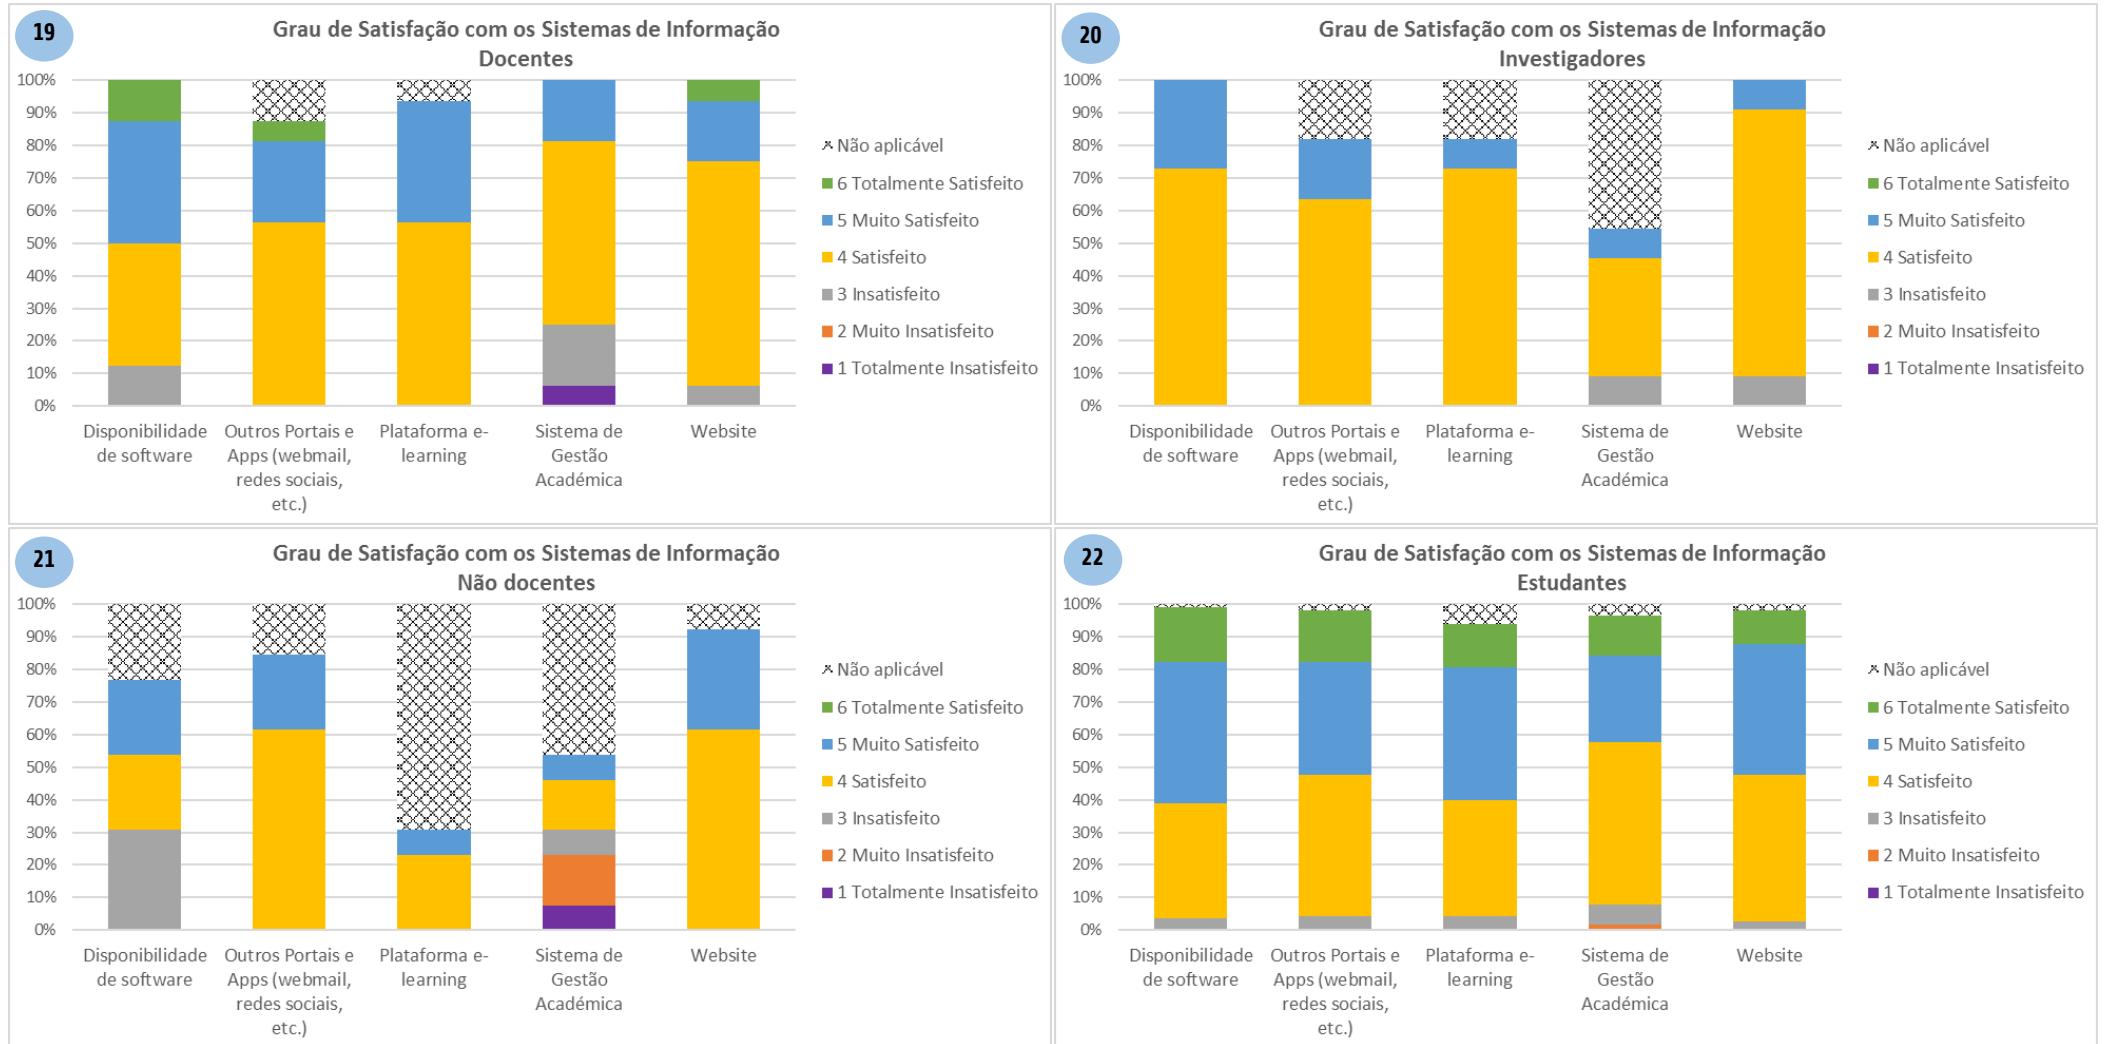 19
Grau de Satisfação com os Sistemas de Informação
Docentes
100%
90%
80%
70%
60%
50%
40%
30%
20%
10%
0%
Disponibilidade
de software
Outros Portais e
Apps (webmail,
redes sociais,
etc.)
Plataforma e-
learning
Sistema de
Gestão
Académica
Website
Não aplicável
6 Totalmente Satisfeito
5 Muito Satisfeito
4 Satisfeito
3 Insatisfeito
2 Muito Insatisfeito
1 Totalmente Insatisfeito
20
Grau de Satisfação com os Sistemas de Informação
Investigadores
100%
90%
80%
70%
60%
50%
40%
30%
20%
10%
0%
Disponibilidade
de software
Outros Portais e
Apps (webmail,
redes sociais,
etc.)
Plataforma e-
learning
Sistema de
Gestão
Académica
Website
Não aplicável
6 Totalmente Satisfeito
5 Muito Satisfeito
4 Satisfeito
3 Insatisfeito
2 Muito Insatisfeito
1 Totalmente Insatisfeito
21
Grau de Satisfação com os Sistemas de Informação
Não docentes
100%
90%
80%
70%
60%
50%
40%
30%
20%
10%
0%
Disponibilidade
de software
Outros Portais e
Apps (webmail,
redes sociais,
etc.)
Plataforma e-
learning
Sistema de
Gestão
Académica
Website
Não aplicável
6 Totalmente Satisfeito
5 Muito Satisfeito
4 Satisfeito
3 Insatisfeito
2 Muito Insatisfeito
1 Totalmente Insatisfeito
22
Grau de Satisfação com os Sistemas de Informação
Estudantes
100%
90%
80%
70%
60%
50%
40%
30%
20%
10%
0%
Disponibilidade
de software
Outros Portais e
Apps (webmail,
redes sociais,
etc.)
Plataforma e-
learning
Sistema de
Gestão
Académica
Website
Não aplicável
6 Totalmente Satisfeito
5 Muito Satisfeito
4 Satisfeito
3 Insatisfeito
2 Muito Insatisfeito
1 Totalmente Insatisfeito